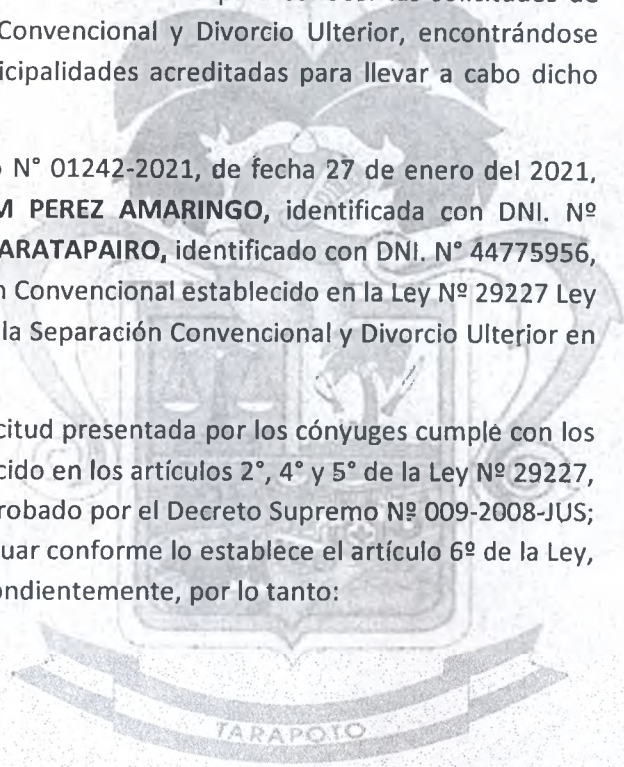 Convencional y Divorcio Ulterior, encontrándose
icipalidades acreditadas para llevar a cabo dicho
N° 01242-2021, de fecha 27 de enero del 2021,
M PEREZ AMARINGO, identificada con DNI. Nº
ARATAPAIRO, identificado con DNI. N° 44775956,
n Convencional establecido en la Ley Nº 29227 Ley
la Separación Convencional y Divorcio Ulterior en
citud presentada por los cónyuges cumple con los
cido en los artículos 2°, 4° y 5° de la Ley Nº 29227,
robado por el Decreto Supremo Nº 009-2008-JUS;
uar conforme lo establece el artículo 6º de la Ley,
ondientemente, por lo tanto:
TARAPOTO